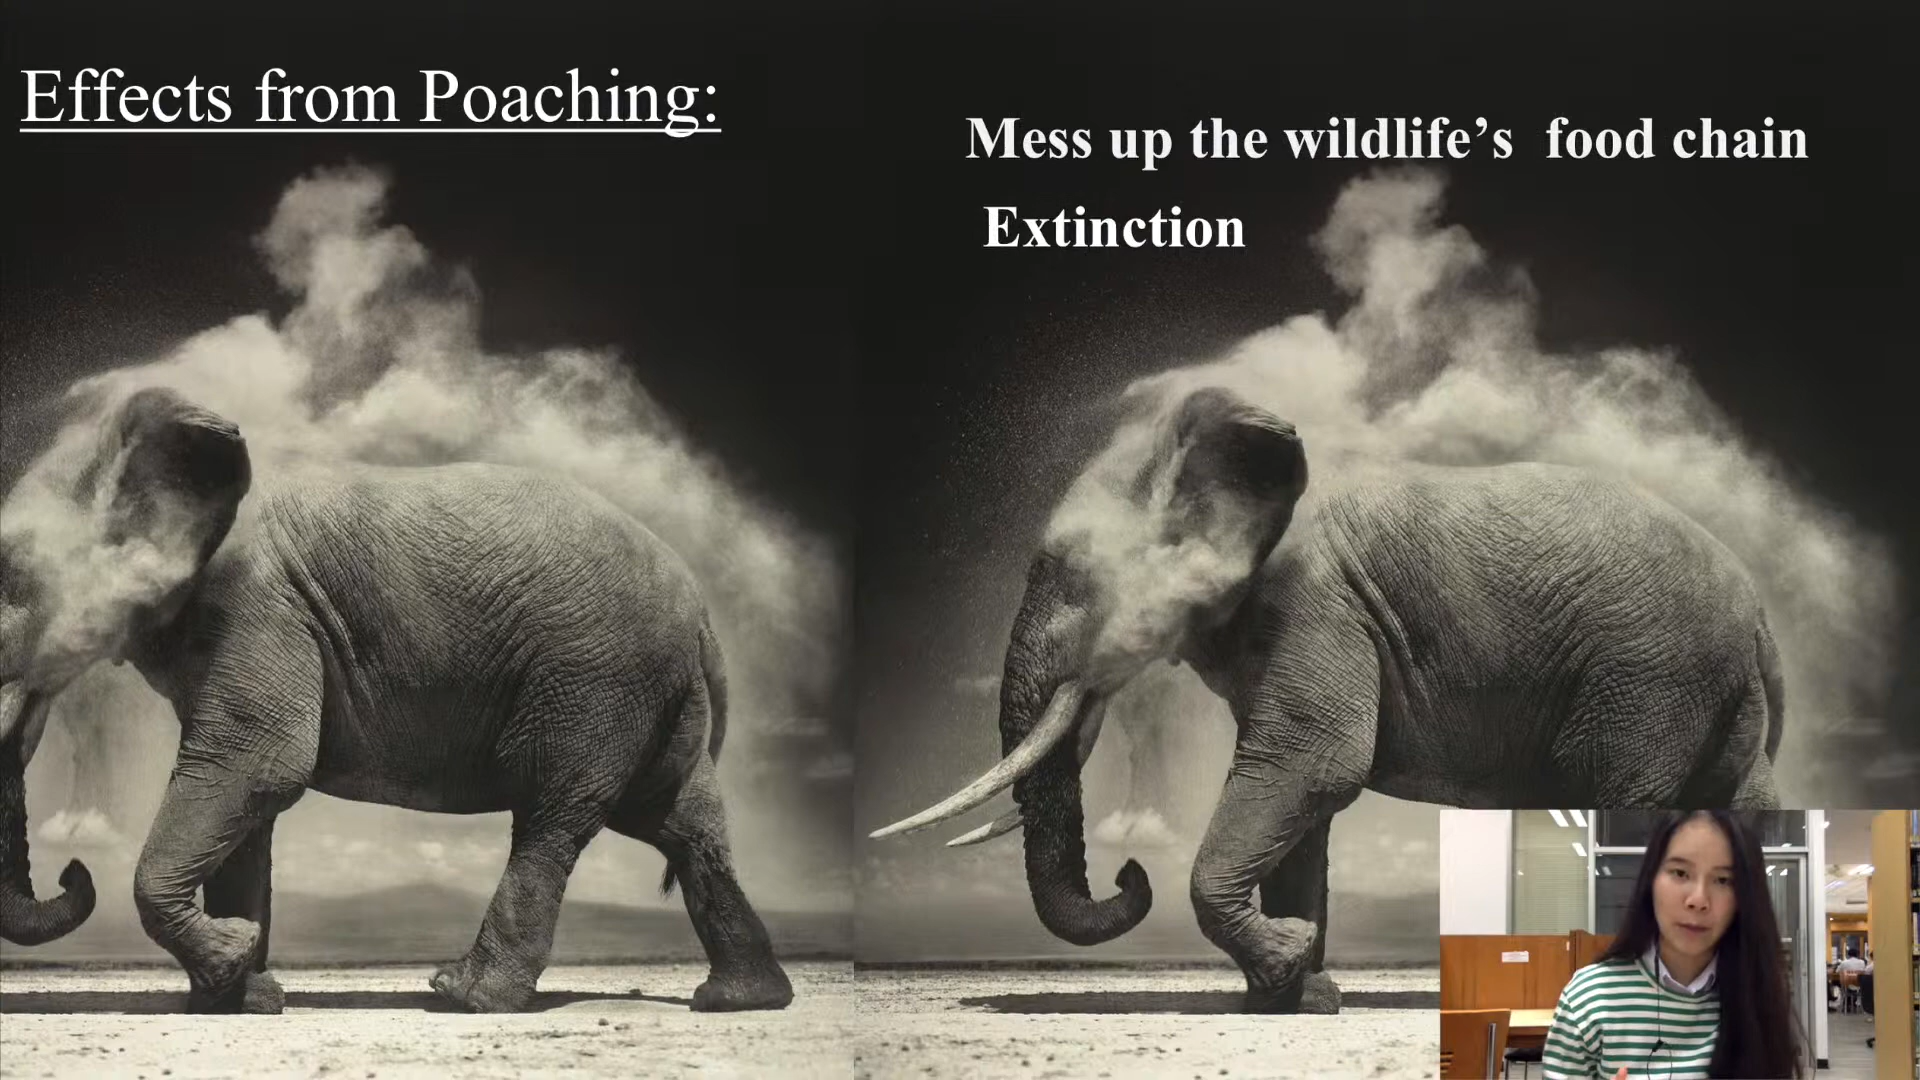 Effects from Poaching:
Mess up the wildlife’s  food chain
Extinction